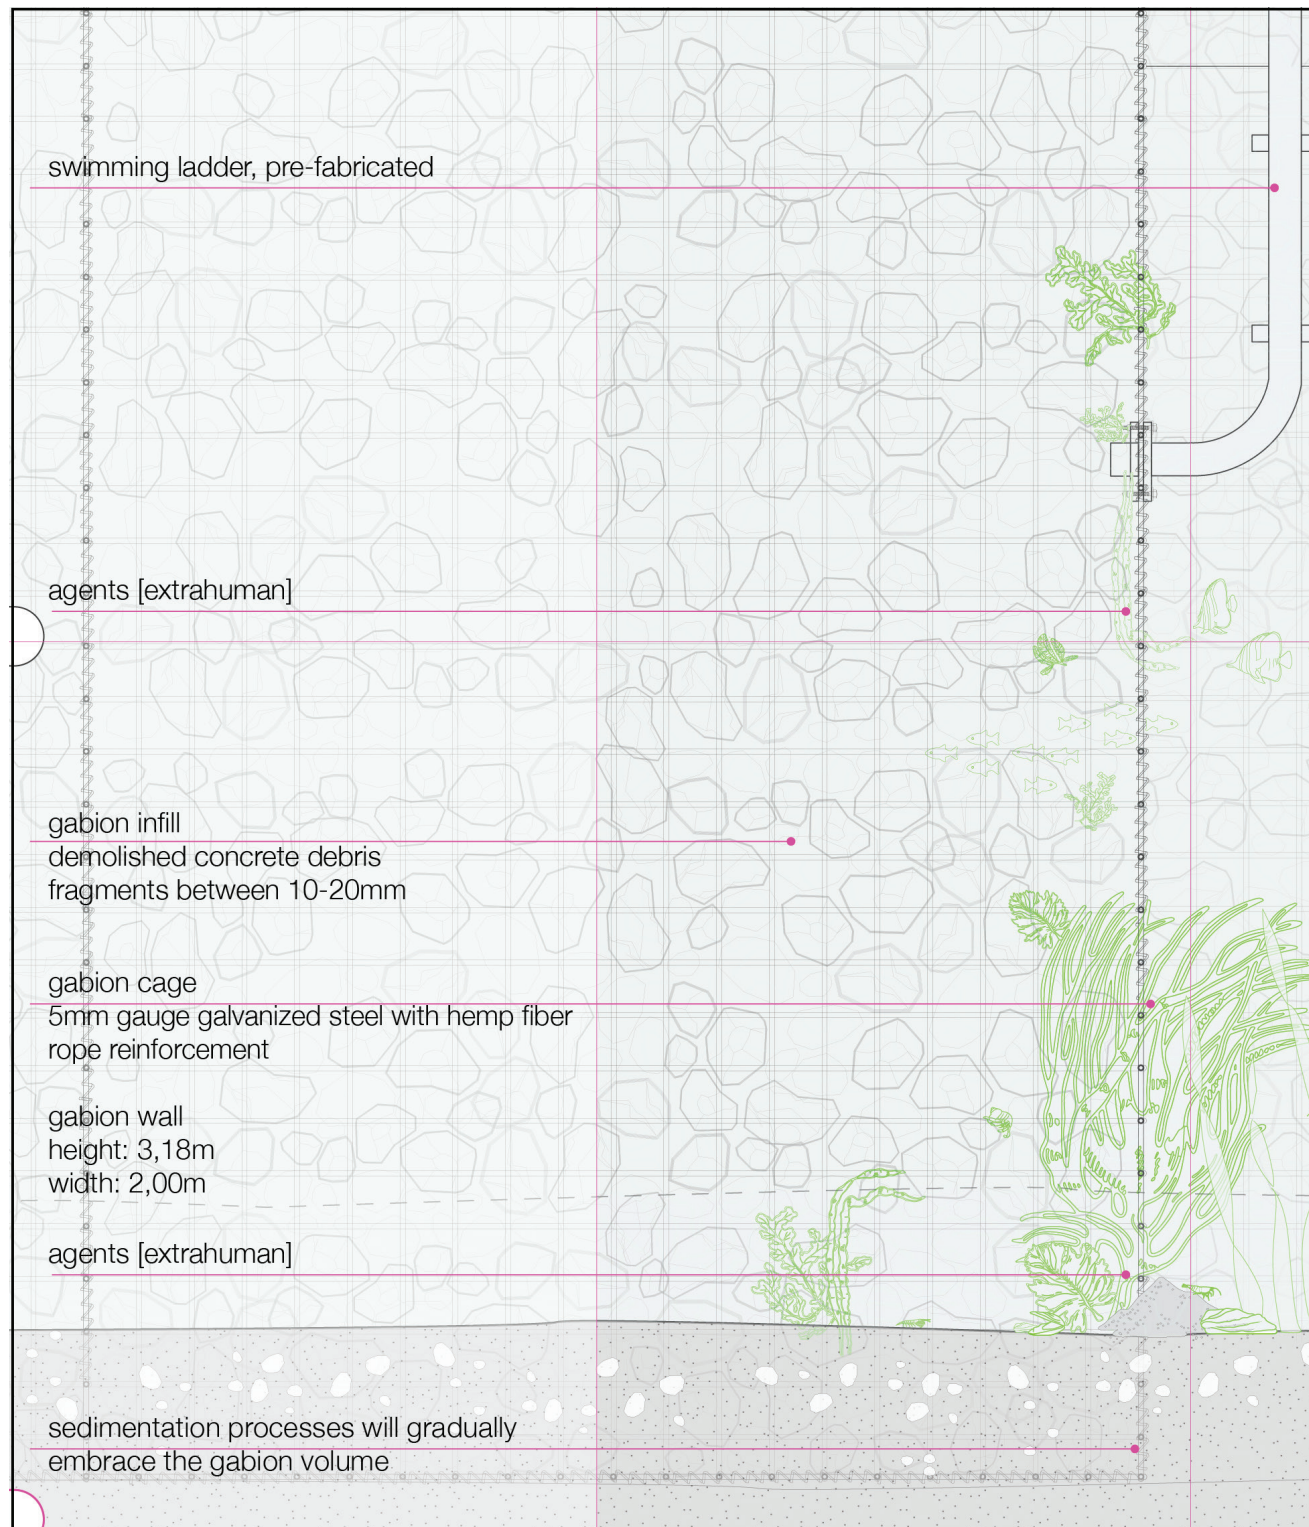 swimming ladder, pre-fabricated
agents [extrahuman]
gabion infill
demolished concrete debris
fragments between 10-20mm
gabion cage
5mm gauge galvanized steel with hemp fiber
rope reinforcement
gabion wall
height: 3,18m
width: 2,00m
agents [extrahuman]
sedimentation processes will gradually
embrace the gabion volume